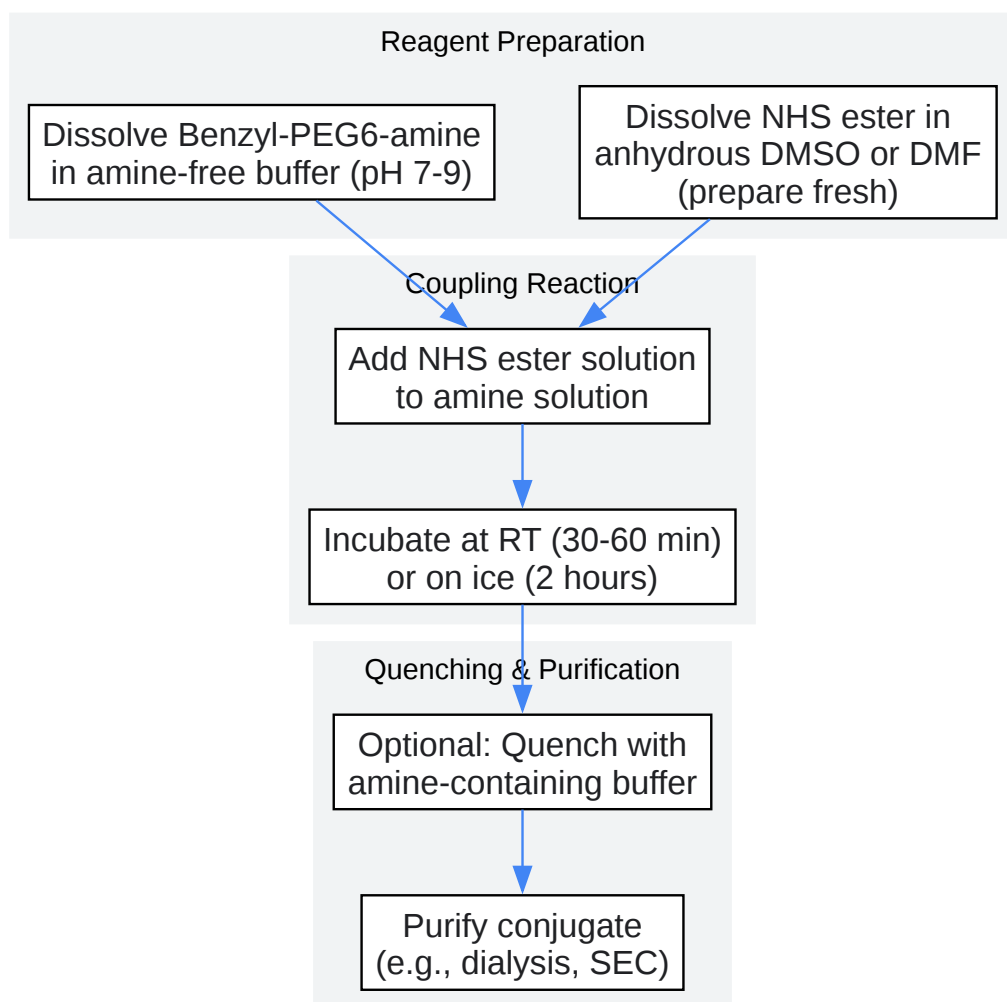 Reagent Preparation
Dissolve Benzyl-PEG6-amine
in amine-free buffer (pH 7-9)
Dissolve NHS ester in
anhydrous DMSO or DMF
(prepare fresh)
Coupling Reaction
Add NHS ester solution
to amine solution
Incubate at RT (30-60 min)
or on ice (2 hours)
Quenching & Purification
Optional: Quench with
amine-containing buffer
Purify conjugate
(e.g., dialysis, SEC)